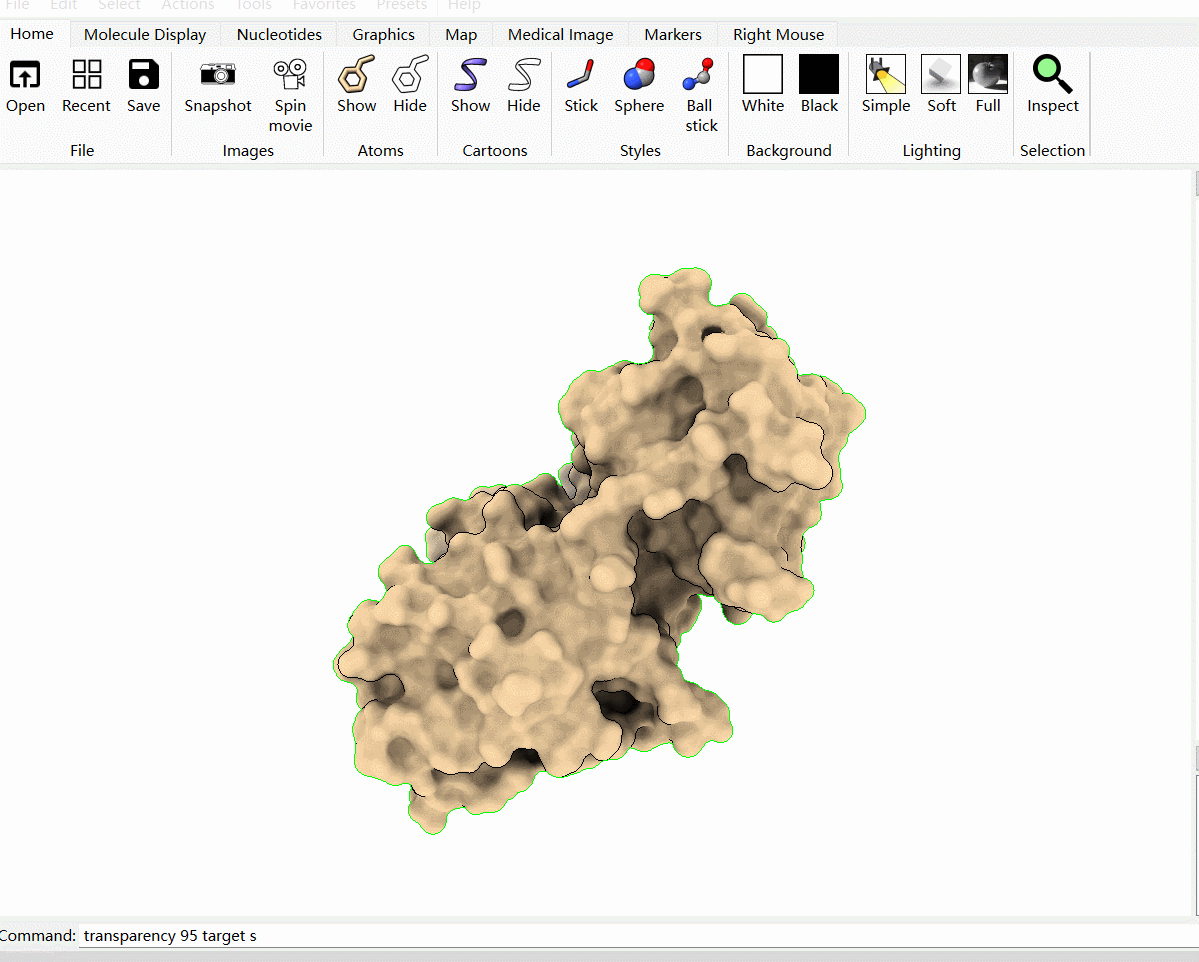 File Edit Select Actions Tools Favorites Presets Help
Home Molecule Display Nucleotides Graphics Map Medical Image Markers Right Mouse
Open Recent Save Snapshot Spin movie Show Hide Show Hide Stick Sphere Ball stick White Black Simple Soft Full Inspect
File Images Atoms Cartoons Styles Background Lighting Selection
Command: transparency 95 target s